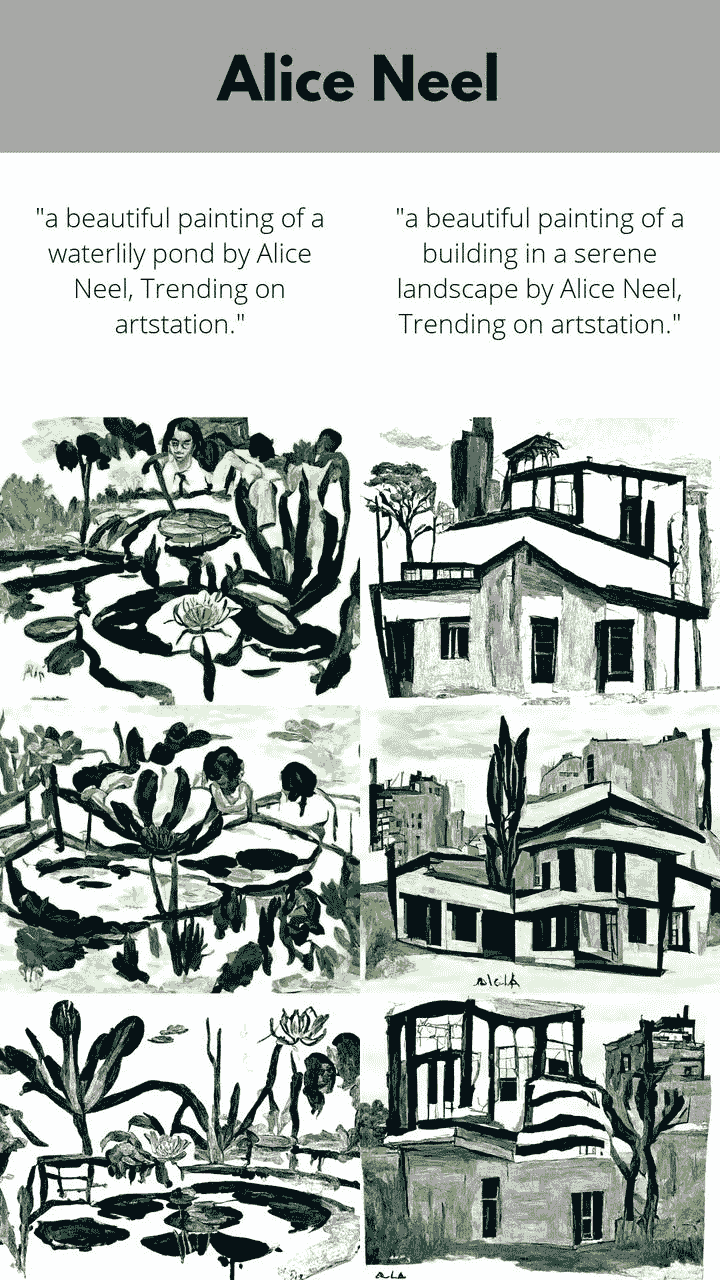 Alice Neel
"a beautiful painting of a
waterlily pond by Alice
Neel, Trending on
artstation."
"a beautiful painting of a
building in a serene
landscape by Alice Neel,
Trending on artstation."